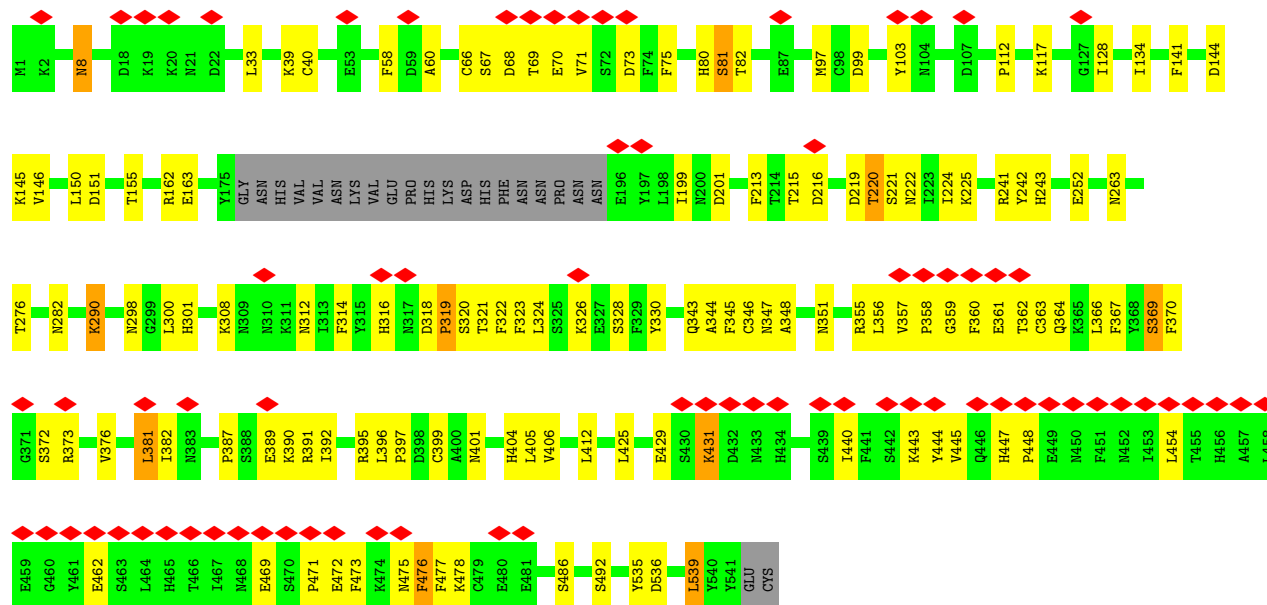 M1 K2 N8 D18 K19 K20 N21 D22 L33 K39 C40 E53 F58 D59 A60 C66 S67 D68 T69 E70 V71 S72 D73 F74 F75 H80 S81 T82 E87 M97 C98 D99 Y103 N104 D107 P112 K117 G127 I128 I134 F141 D144
K145 V146 L150 D151 T155 R162 E163 Y175 GLY ASN HIS VAL VAL ASN LYS VAL GLU PRO HIS LYS ASP HIS PHE ASN ASN PRO ASN ASN E196 Y197 L198 I199 N200 D201 F213 T214 T215 D216 D219 T220 S221 N222 I223 I224 K225 R241 Y242 H243 E252 N263
T276 N282 K290 N298 G299 L300 H301 K308 N309 N310 K311 N312 I313 F314 Y315 H316 N317 D318 P319 S320 T321 F322 F323 L324 S325 K326 E327 S328 F329 Y330 Q343 A344 F345 C346 N347 A348 N351 R355 L356 V357 P358 G359 F360 E361 T362 C363 Q364 K365 L366 F367 Y368 S369 F370
G371 S372 R373 V376 L381 I382 N383 P387 S388 E389 K390 R391 I392 R395 L396 P397 D398 C399 A400 N401 H404 L405 V406 L412 L425 E429 S430 K431 D432 N433 H434 S439 I440 F441 S442 K443 Y444 V445 Q446 H447 P448 E449 N450 F451 N452 I453 L454 T455 H456 A457 L458
E459 G460 Y461 E462 S463 L464 H465 T466 I467 N468 E469 S470 P471 E472 F473 K474 N475 F476 F477 K478 C479 E480 E481 S486 S492 Y535 D536 L539 Y540 Y541 GLU CYS